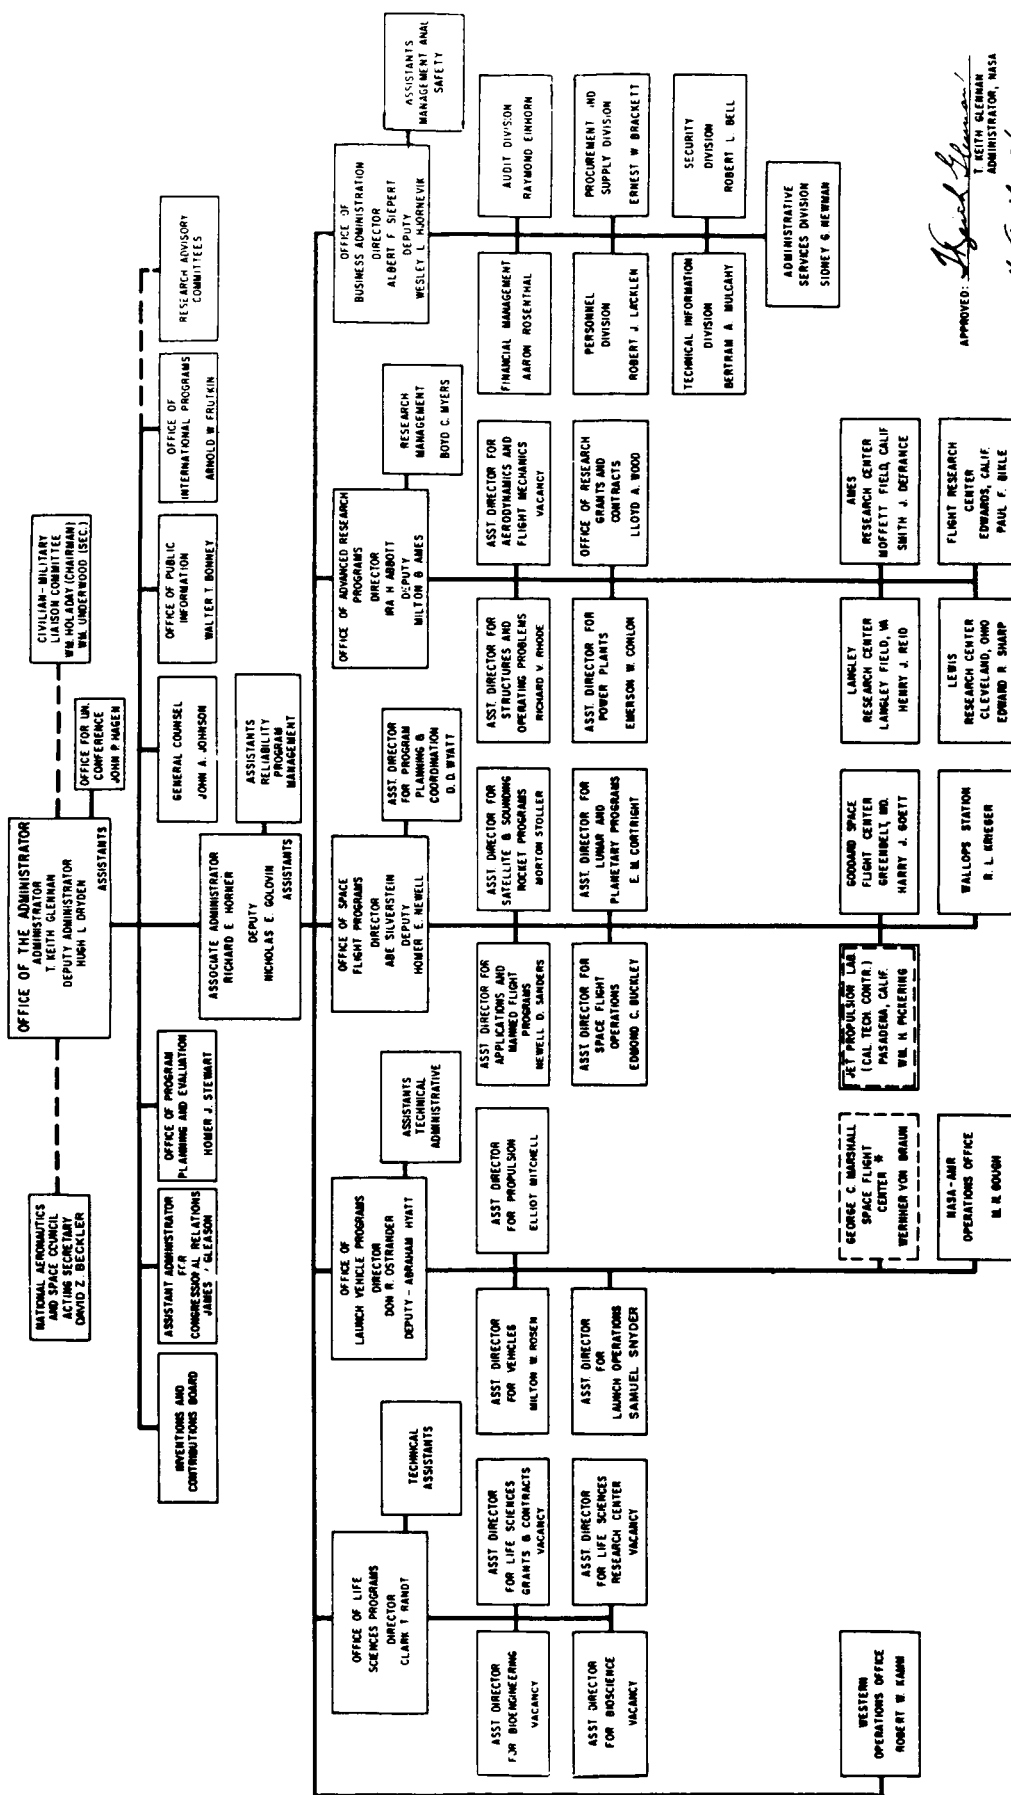 OFFICE OF THE ADMINISTRATOR
ADMINISTRATOR
T. KEITH GLENNAN
DEPUTY ADMINISTRATOR
HUGH L. DRYDEN
ASSISTANTS
NATIONAL AERONAUTICS
AND SPACE COUNCIL
ACTING SECRETARY
DAVID Z. BECKLER
CIVILIAN-MILITARY
LIAISON COMMITTEE
WM. HOLADAY (CHAIRMAN)
WM. UNDERWOOD (SEC.)
OFFICE FOR U.N.
CONFERENCE
JOHN P. HAGEN
INVENTIONS AND
CONTRIBUTIONS BOARD
ASSISTANT ADMINISTRATOR
FOR
CONGRESSIONAL RELATIONS
JAMES GLEASON
OFFICE OF PROGRAM
PLANNING AND EVALUATION
HOMER J. STEWART
GENERAL COUNSEL
JOHN A. JOHNSON
OFFICE OF PUBLIC
INFORMATION
WALTER T. BONNEY
OFFICE OF
INTERNATIONAL PROGRAMS
ARNOLD W FRUTKIN
RESEARCH ADVISORY
COMMITTEES
ASSOCIATE ADMINISTRATOR
RICHARD E. HORNER
DEPUTY
NICHOLAS E. GOLOVIN
ASSISTANTS
ASSISTANTS
RELIABILITY
PROGRAM
MANAGEMENT
OFFICE OF LIFE
SCIENCES PROGRAMS
DIRECTOR
CLARK T RANDT
TECHNICAL
ASSISTANTS
OFFICE OF
LAUNCH VEHICLE PROGRAMS
DIRECTOR
DON R. OSTRANDER
DEPUTY - ABRAHAM HYATT
ASSISTANTS
TECHNICAL
ADMINISTRATIVE
OFFICE OF SPACE
FLIGHT PROGRAMS
DIRECTOR
ABE SILVERSTEIN
DEPUTY
HOMER E. NEWELL
ASST. DIRECTOR
FOR PROGRAM
PLANNING &
COORDINATION
D. D. WYATT
OFFICE OF ADVANCED RESEARCH
PROGRAMS
DIRECTOR
IRA H ABBOTT
DEPUTY
MILTON B AMES
RESEARCH
MANAGEMENT
BOYD C. MYERS
OFFICE OF
BUSINESS ADMINISTRATION
DIRECTOR
ALBERT F SIEPERT
DEPUTY
WESLEY L. HJORNEVIK
ASSISTANTS
MANAGEMENT ANAL
SAFETY
ASST DIRECTOR
FOR BIOENGINEERING
VACANCY
ASST DIRECTOR
FOR LIFE SCIENCES
GRANTS & CONTRACTS
VACANCY
ASST DIRECTOR
FOR VEHICLES
MILTON W. ROSEN
ASST DIRECTOR
FOR PROPULSION
ELLIOT MITCHELL
ASST DIRECTOR FOR
APPLICATIONS AND
MANNED FLIGHT
PROGRAMS
NEWELL D. SANDERS
ASST DIRECTOR FOR
SATELLITE & SOUNDING
ROCKET PROGRAMS
MORTON STOLLER
ASST. DIRECTOR FOR
STRUCTURES AND
OPERATING PROBLEMS
RICHARD V. RHODE
ASST DIRECTOR FOR
AERODYNAMICS AND
FLIGHT MECHANICS
VACANCY
FINANCIAL MANAGEMENT
AARON ROSENTHAL
AUDIT DIVISION
RAYMOND EINHORN
ASST DIRECTOR
FOR BIOSCIENCE
VACANCY
ASST DIRECTOR
FOR LIFE SCIENCES
RESEARCH CENTER
VACANCY
ASST. DIRECTOR
FOR
LAUNCH OPERATIONS
SAMUEL SNYDER
ASST DIRECTOR FOR
SPACE FLIGHT
OPERATIONS
EDMOND C. BUCKLEY
ASST. DIRECTOR FOR
LUNAR AND
PLANETARY PROGRAMS
E. M. CORTRIGHT
ASST. DIRECTOR FOR
POWER PLANTS
EMERSON W. CONLON
OFFICE OF RESEARCH
GRANTS AND
CONTRACTS
LLOYD A. WOOD
PERSONNEL
DIVISION
ROBERT J. LACKLEN
PROCUREMENT AND
SUPPLY DIVISION
ERNEST W BRACKETT
TECHNICAL INFORMATION
DIVISION
BERTRAM A. MULCAHY
SECURITY
DIVISION
ROBERT L BELL
ADMINISTRATIVE
SERVICES DIVISION
SIDNEY G. NEWMAN
WESTERN
OPERATIONS OFFICE
ROBERT W. KAMM
GEORGE C. MARSHALL
SPACE FLIGHT
CENTER *
WERNHER VON BRAUN
JET PROPULSION LAB.
(CAL. TECH. CONTR.)
PASADENA, CALIF.
WM. H. PICKERING
GODDARD SPACE
FLIGHT CENTER
GREENBELT, MD.
HARRY J. GOETT
LANGLEY
RESEARCH CENTER
LANGLEY FIELD, VA
HENRY J. REID
AMES
RESEARCH CENTER
MOFFETT FIELD, CALIF
SMITH J. DEFRANCE
NASA-AMR
OPERATIONS OFFICE
M. N. GOUGH
WALLOPS STATION
R. L. KRIEGER
LEWIS
RESEARCH CENTER
CLEVELAND, OHIO
EDWARD R. SHARP
FLIGHT RESEARCH
CENTER
EDWARDS, CALIF.
PAUL F. BIKLE
APPROVED: T Keith Glennan
T. KEITH GLENNAN
ADMINISTRATOR, NASA